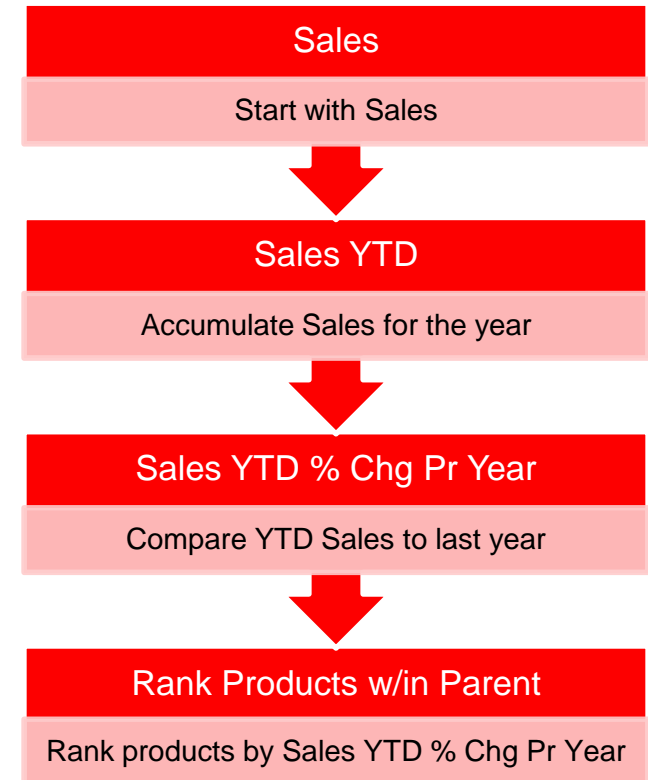 Sales
Start with Sales
Sales YTD
Accumulate Sales for the year
Sales YTD % Chg Pr Year
Compare YTD Sales to last year
Rank Products w/in Parent
Rank products by Sales YTD % Chg Pr Year